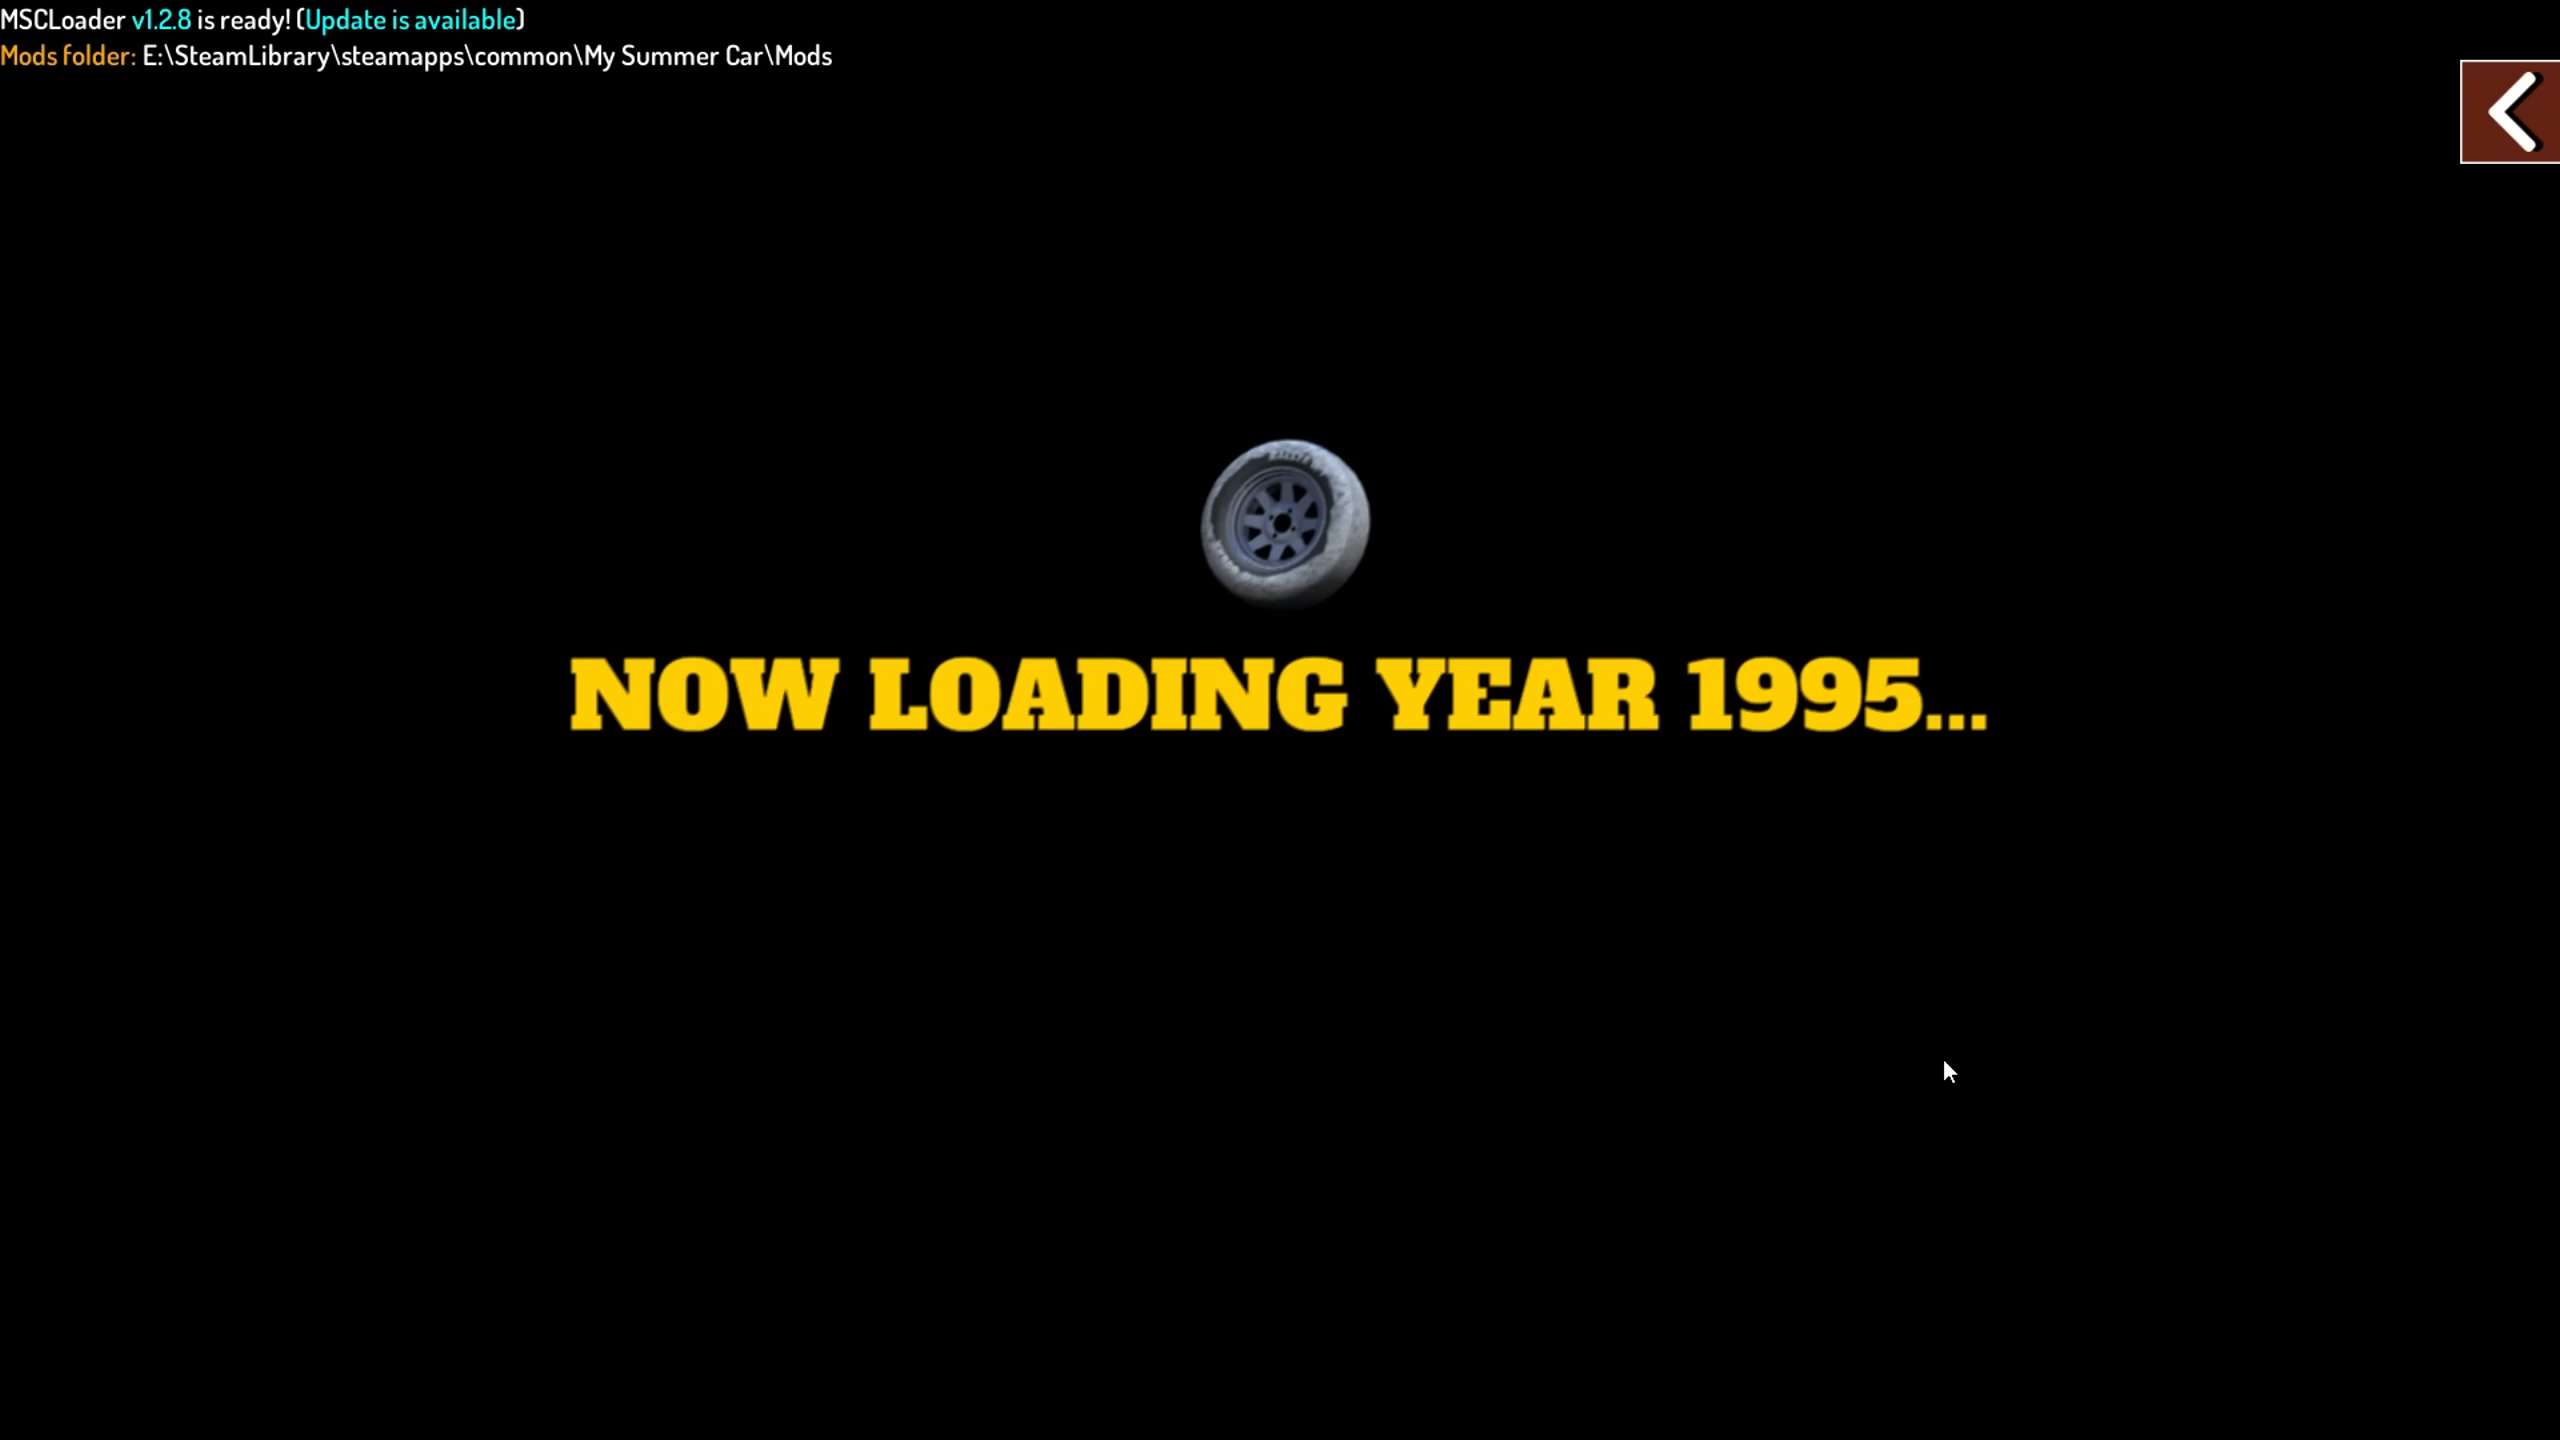 MSCLoader v1.2.8 is ready! (Update is available)
Mods folder: E:\SteamLibrary\steamapps\common\My Summer Car\Mods
NOW LOADING YEAR 1995...